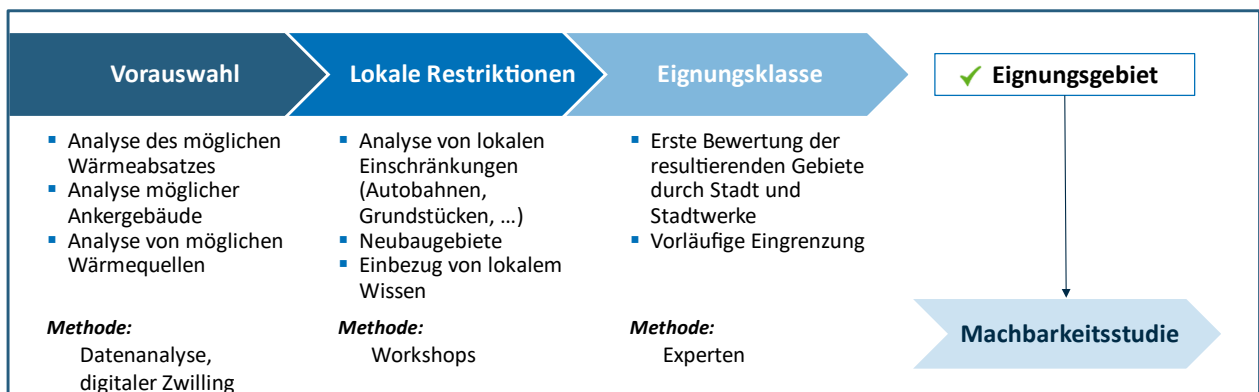 Vorauswahl
Lokale Restriktionen
Eignungsklasse
Eignungsgebiet
▪ Analyse des möglichen
Wärmeabsatzes
▪ Analyse möglicher
Ankergebäude
▪ Analyse von möglichen
Wärmequellen
Methode:
Datenanalyse,
digitaler Zwilling
▪ Analyse von lokalen
Einschränkungen
(Autobahnen,
Grundstücken, …)
▪ Neubaugebiete
▪ Einbezug von lokalem
Wissen
Methode:
Workshops
▪ Erste Bewertung der
resultierenden Gebiete
durch Stadt und
Stadtwerke
▪ Vorläufige Eingrenzung
Methode:
Experten
Machbarkeitsstudie